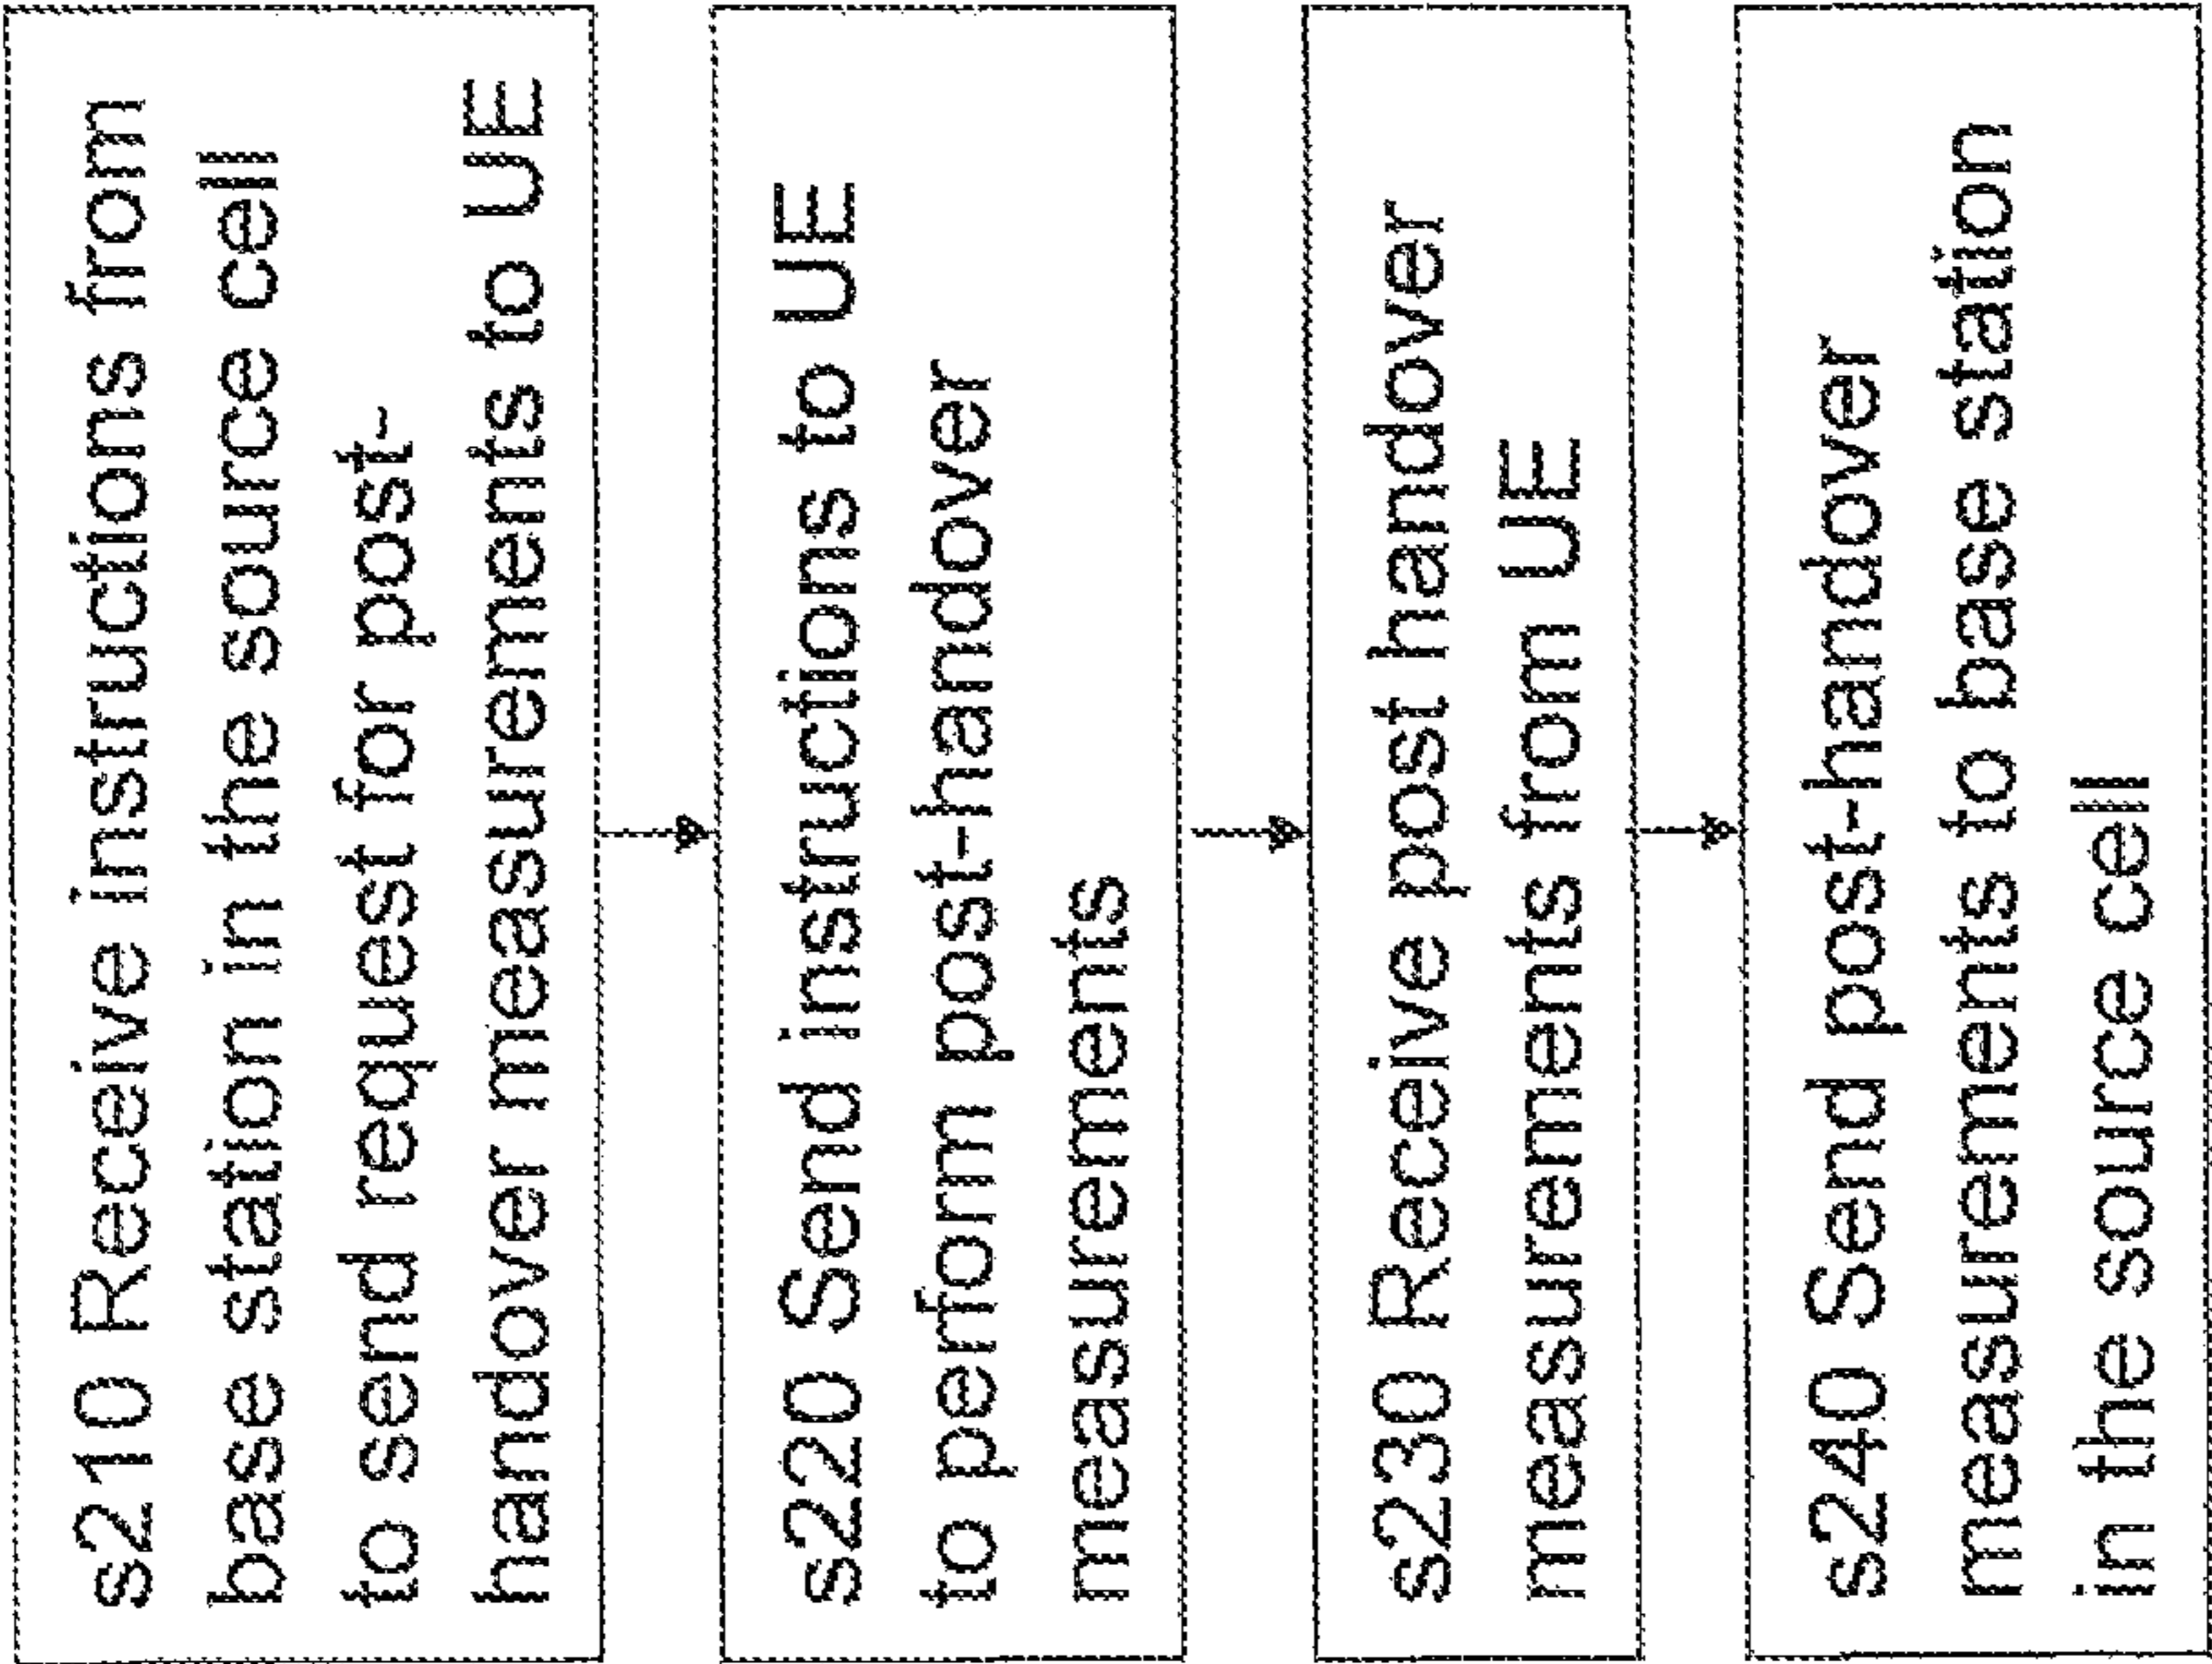 s210 Receive instructions from
base station in the source cell
to send request for post-
handover measurements to UE
s220 Send instructions to UE
to perform post-handover
measurements
s230 Receive post handover
measurements from UE
s240 Send post-handover
measurements to base station
in the source cell